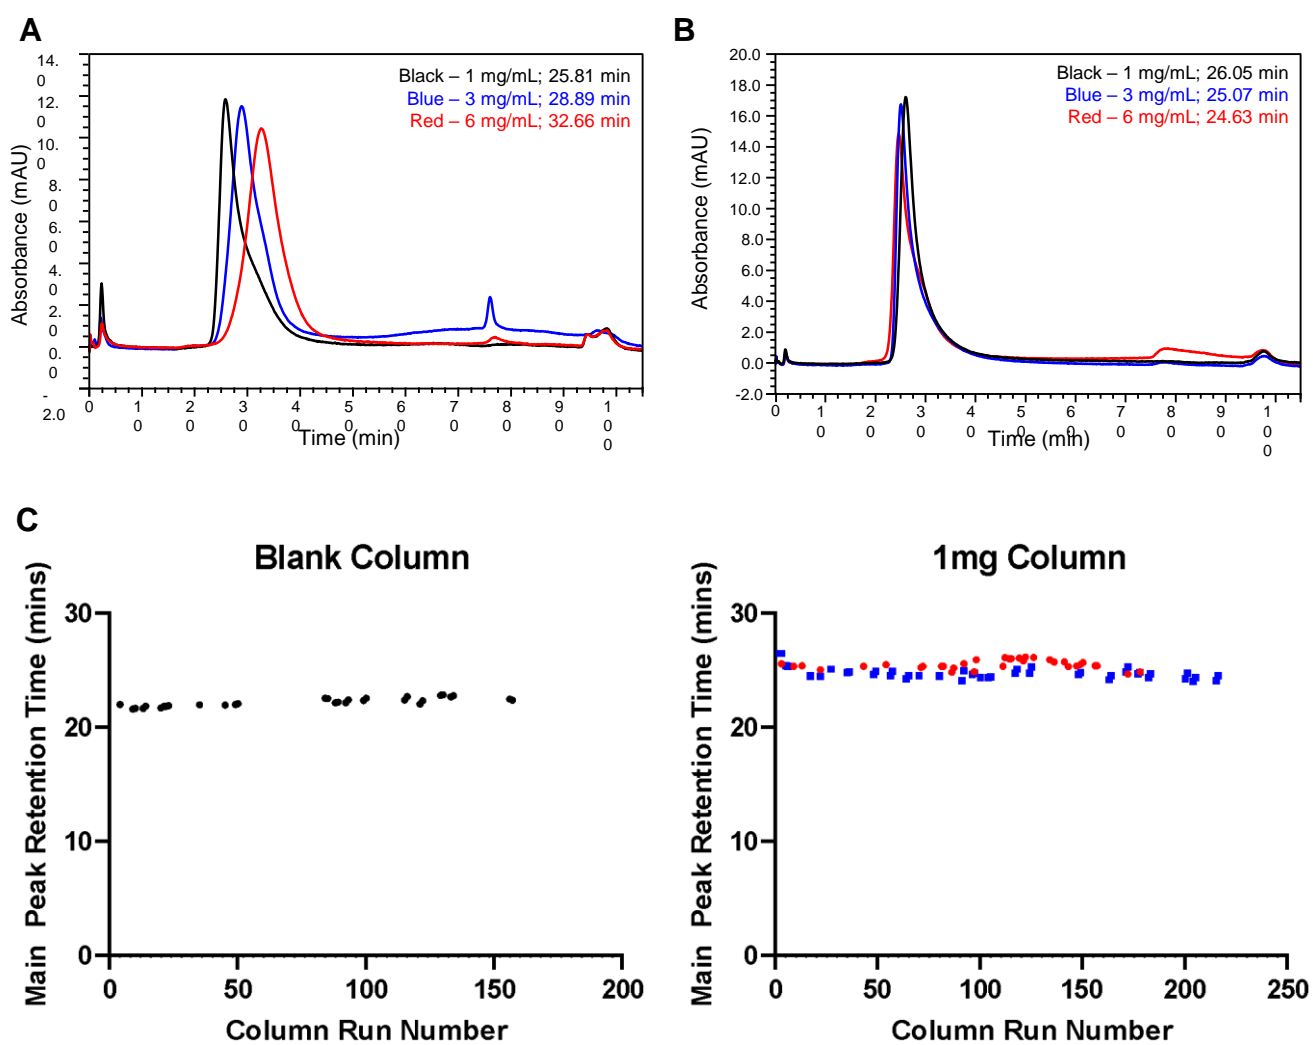 A
14.
0
12.
0
10.
0
8.
0
6.
0
4.
0
2.
0
0.
0
-
2.0
Absorbance (mAU)
Black – 1 mg/mL; 25.81 min
Blue – 3 mg/mL; 28.89 min
Red – 6 mg/mL; 32.66 min
0 1 2 3 4 5 6 7 8 9 1
0 0 0 0 0 0 0 0 0 0
0
Time (min)
B
20.0
18.0
16.0
14.0
12.0
10.0
8.0
6.0
4.0
2.0
0.0
-2.0
Absorbance (mAU)
Black – 1 mg/mL; 26.05 min
Blue – 3 mg/mL; 25.07 min
Red – 6 mg/mL; 24.63 min
0 1 2 3 4 5 6 7 8 9 1
0 0 0 0 0 0 0 0 0 0
0
Time (min)
C
Blank Column
Main Peak Retention Time (mins)
30
20
10
0
0 50 100 150 200
Column Run Number
1mg Column
Main Peak Retention Time (mins)
30
20
10
0
0 50 100 150 200 250
Column Run Number